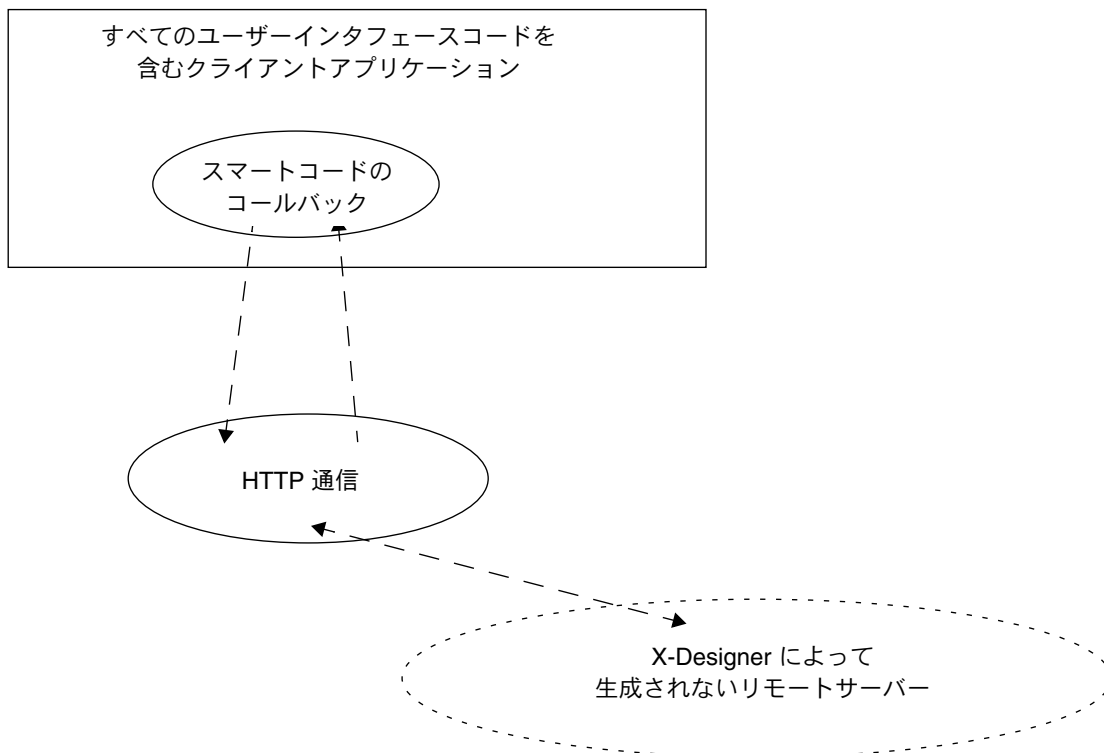 すべてのユーザーインタフェースコードを
含むクライアントアプリケーション
スマートコードの
コールバック
HTTP 通信
X-Designer によって
生成されないリモートサーバー